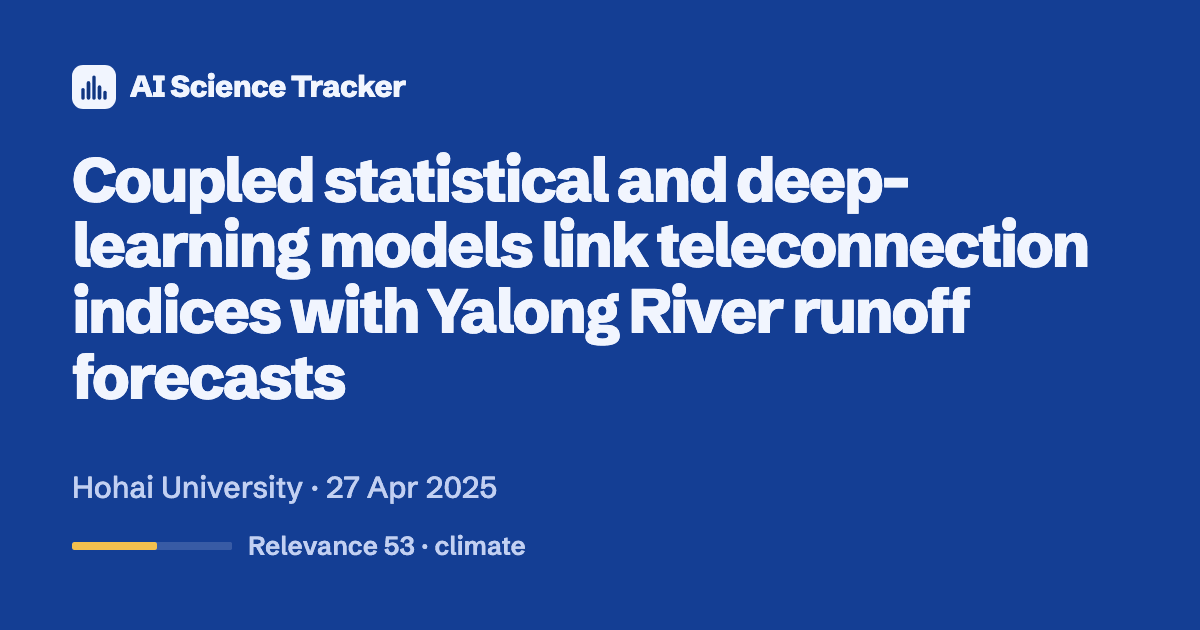 AI Science Tracker
Coupled statistical and deep-
learning models link teleconnection
indices with Yalong River runoff
forecasts
Hohai University · 27 Apr 2025
Relevance 53 · climate